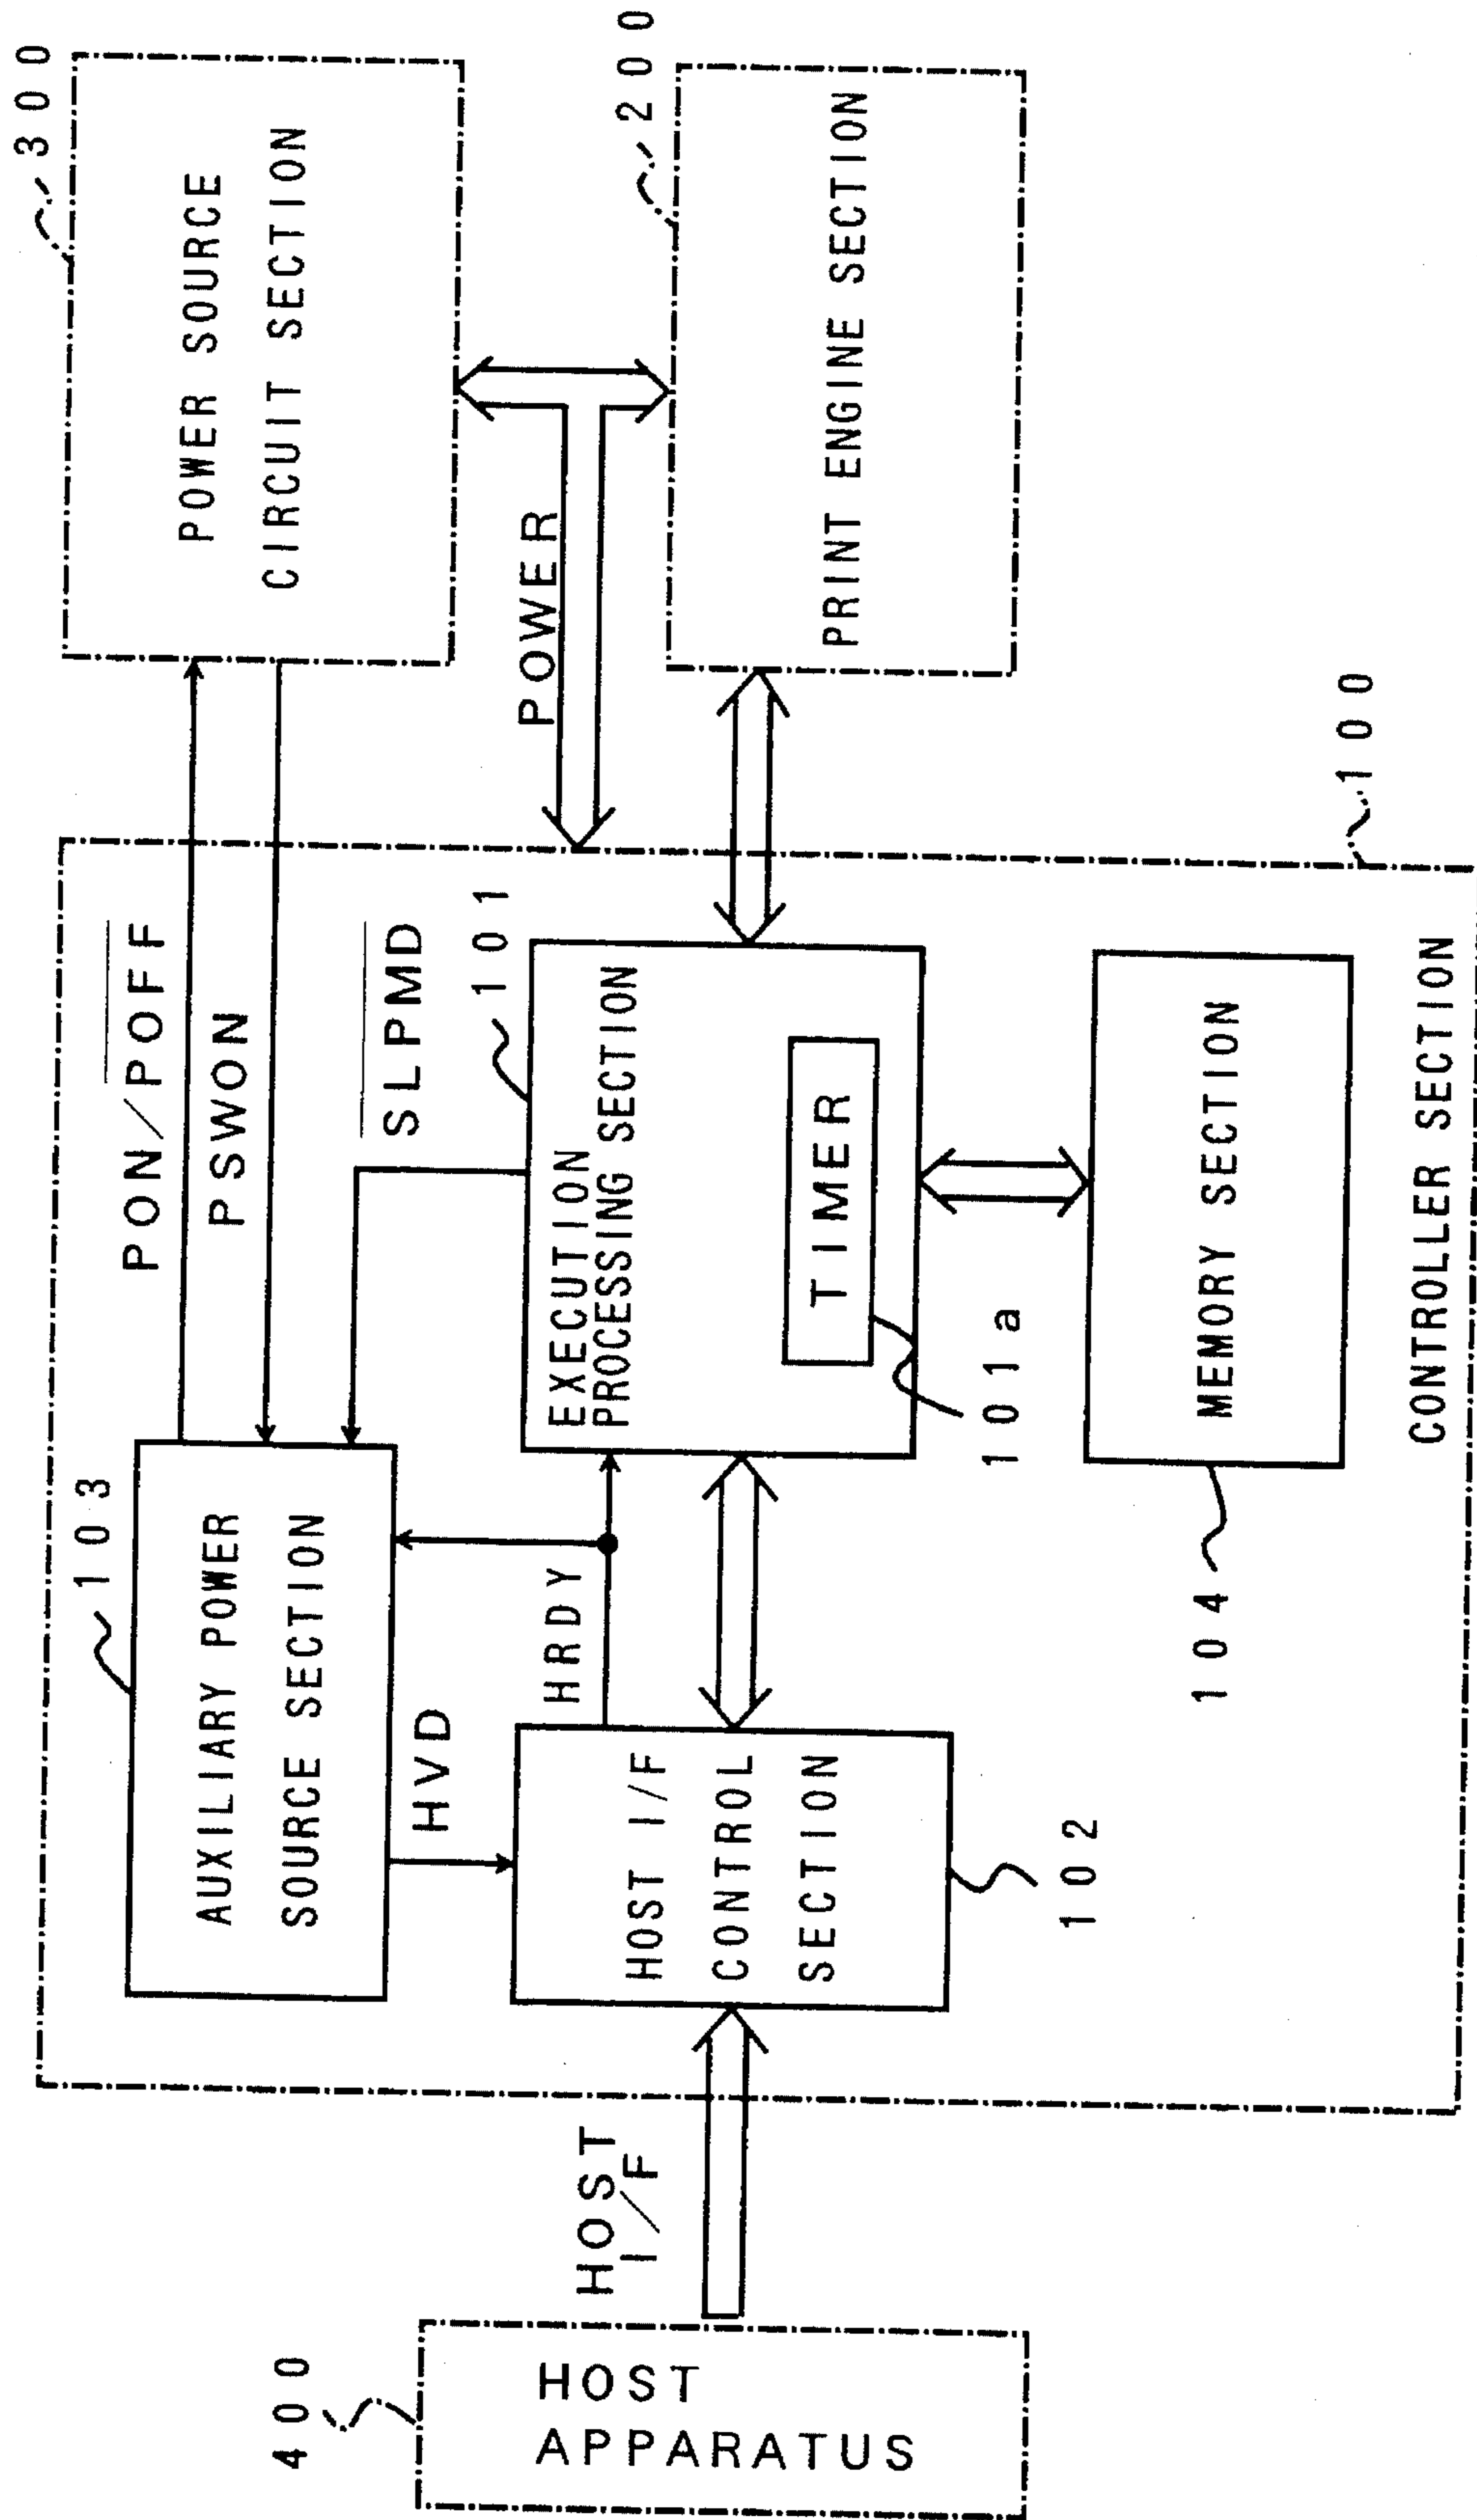 400
HOST
APPARATUS
HOST
I/F
103
AUXILIARY POWER
SOURCE SECTION
HVD
HRDY
HOST I/F
CONTROL
SECTION
102
PON/P̅O̅F̅F̅
PSWON
S̅L̅P̅M̅D̅
101
EXECUTION
PROCESSING SECTION
TIMER
101a
104
MEMORY SECTION
CONTROLLER SECTION
100
POWER
300
POWER SOURCE
CIRCUIT SECTION
200
PRINT ENGINE SECTION